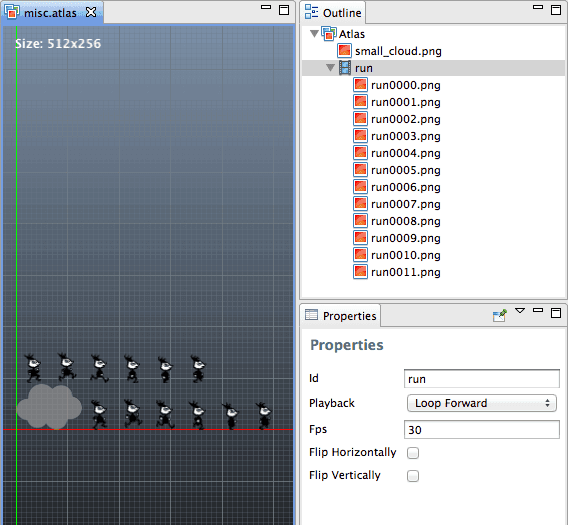 misc.atlas
Size: 512x256
Outline
Atlas
small_cloud.png
run
run0000.png
run0001.png
run0002.png
run0003.png
run0004.png
run0005.png
run0006.png
run0007.png
run0008.png
run0009.png
run0010.png
run0011.png
Properties
Properties
Id run
Playback Loop Forward
Fps 30
Flip Horizontally
Flip Vertically